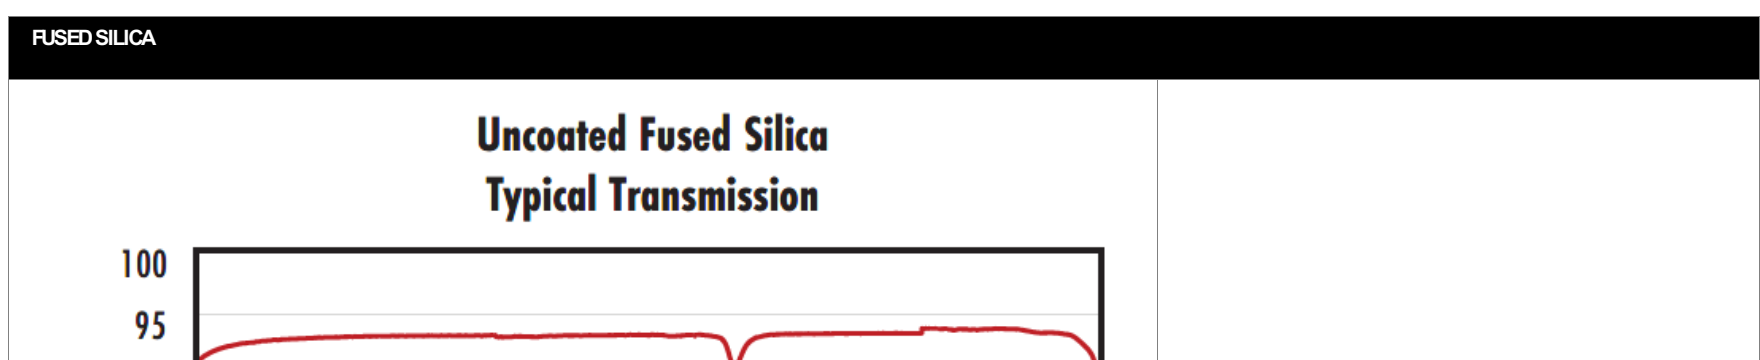 FUSED SILICA
Uncoated Fused Silica
Typical Transmission
100
95